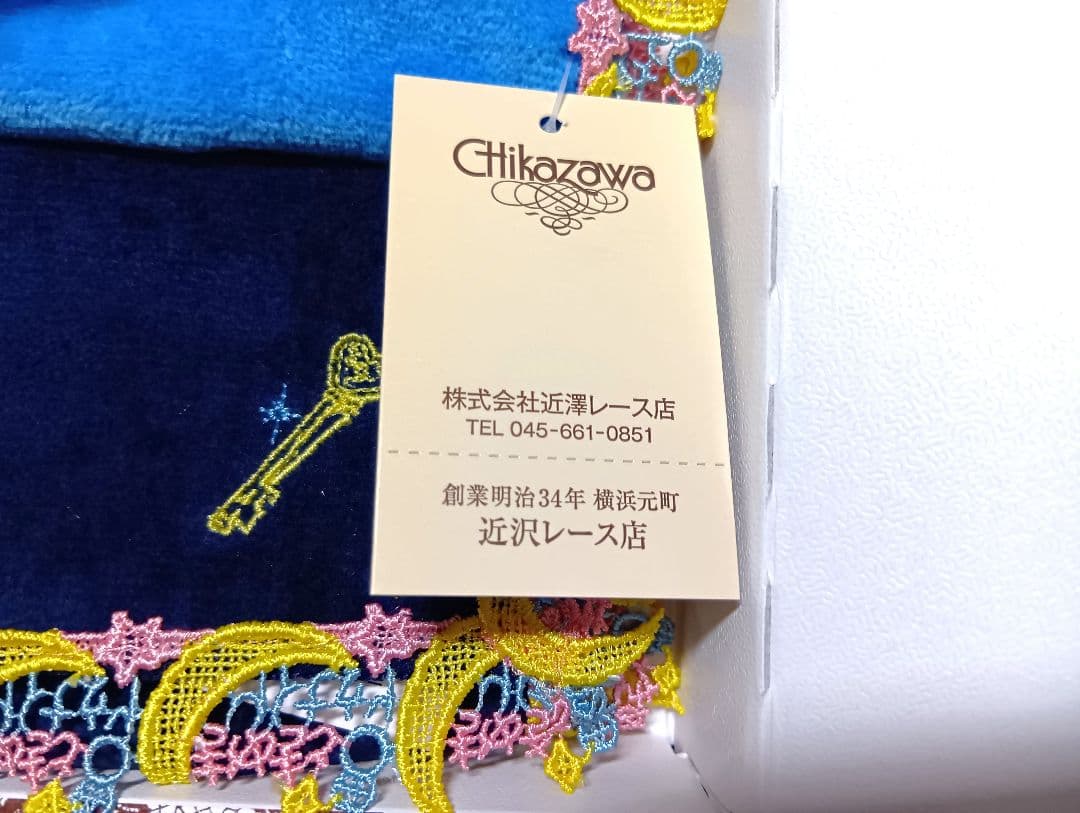 CHikazawa
株式会社近澤レース店
TEL 045-661-0851
創業明治34年 横浜元町
近沢レース店